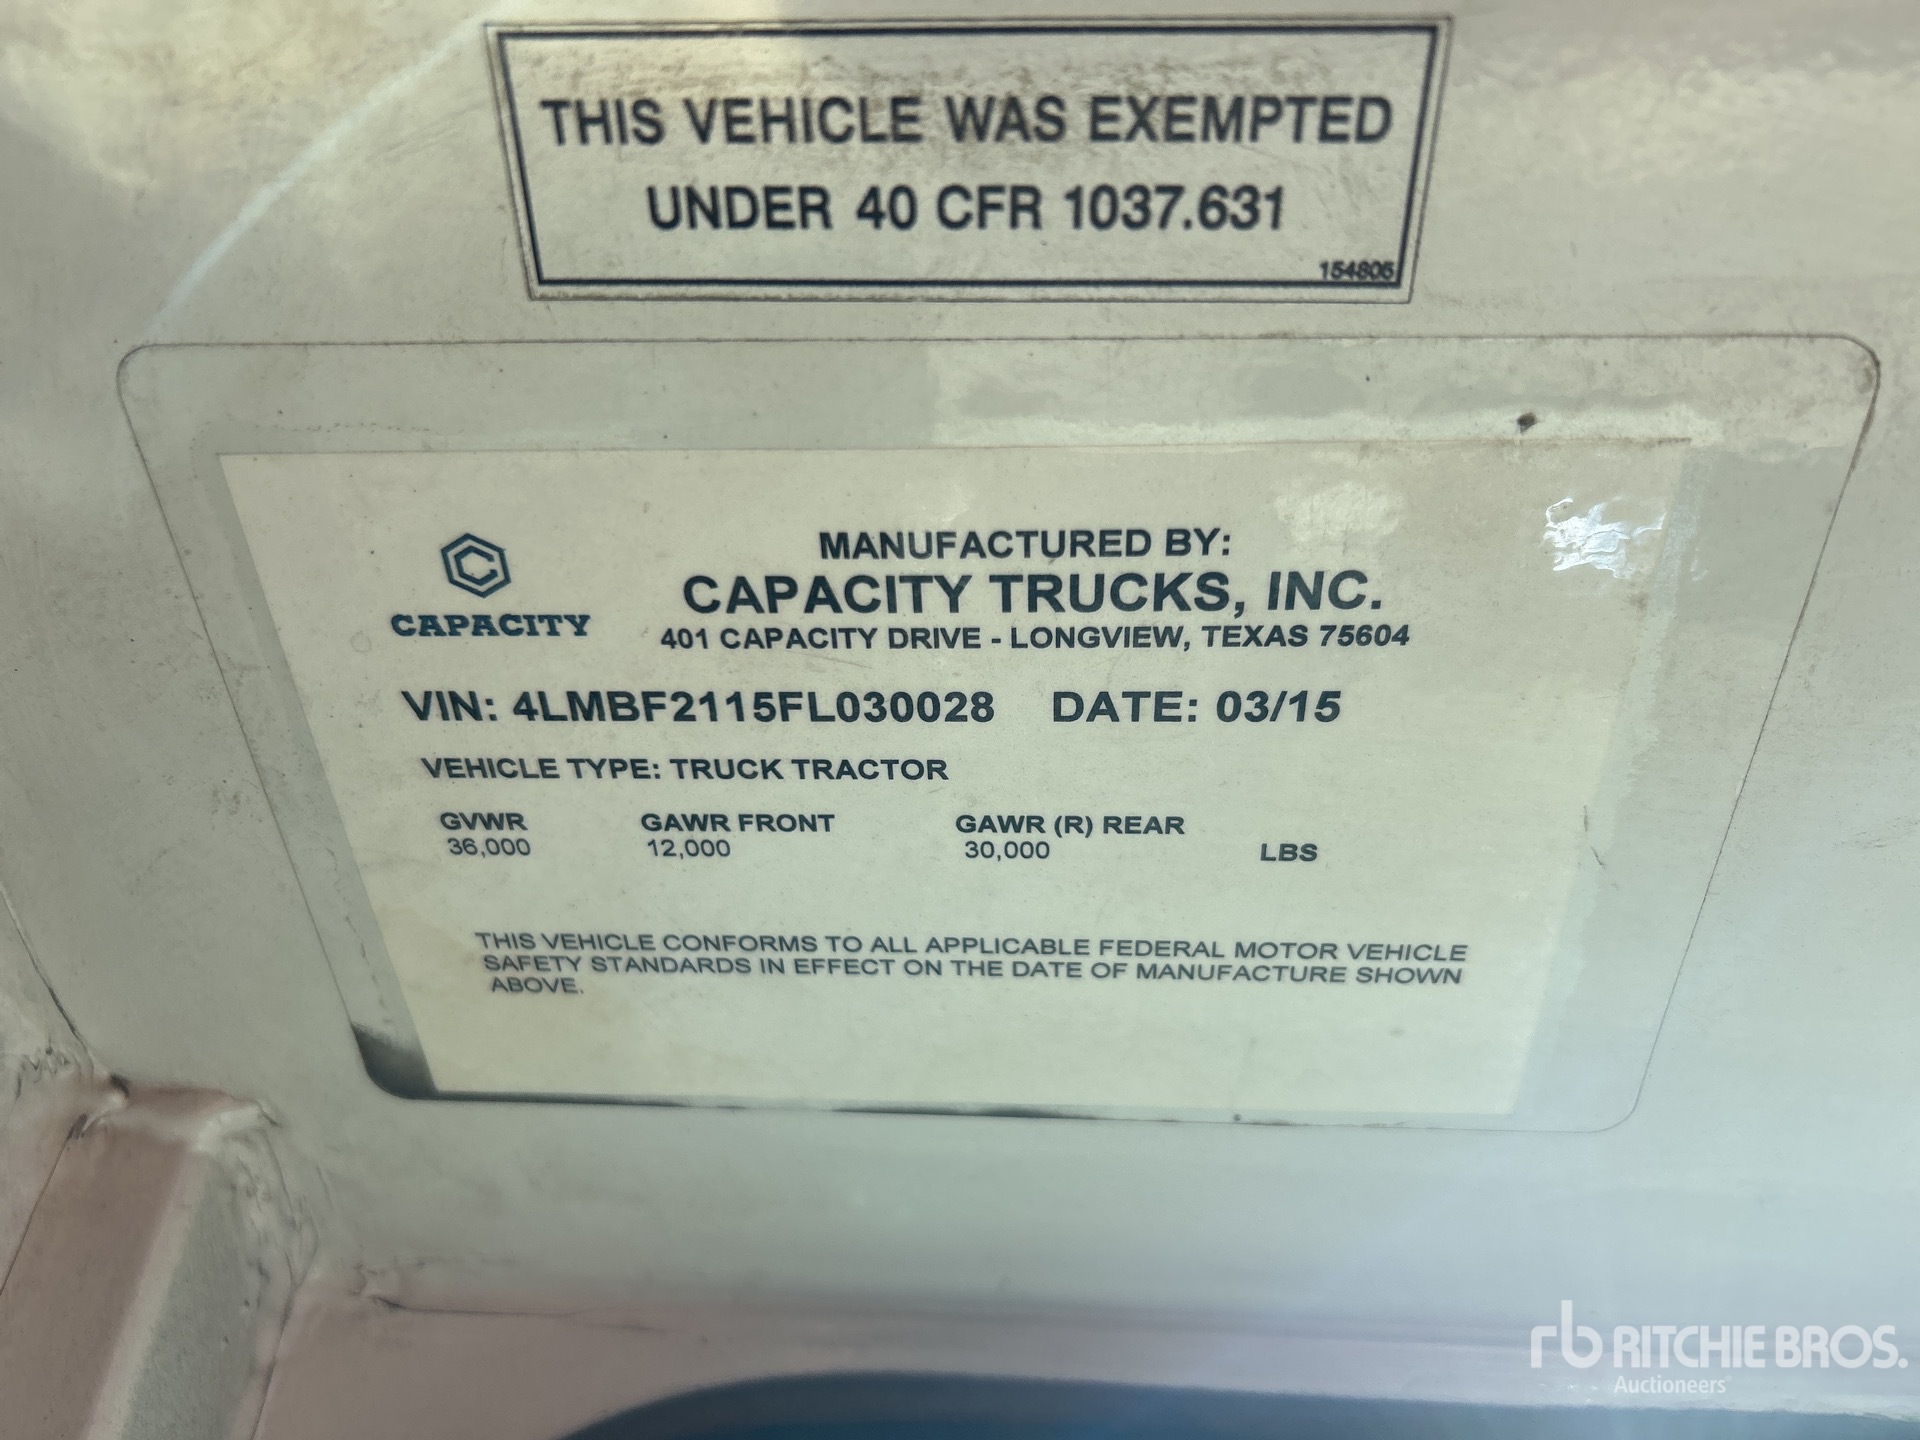 THIS VEHICLE WAS EXEMPTED
UNDER 40 CFR 1037.631
154805
MANUFACTURED BY:
CAPACITY TRUCKS, INC.
CAPACITY
401 CAPACITY DRIVE - LONGVIEW, TEXAS 75604
VIN: 4LMBF2115FL030028 DATE: 03/15
VEHICLE TYPE: TRUCK TRACTOR
GVWR GAWR FRONT GAWR (R) REAR
36,000 12,000 30,000 LBS
THIS VEHICLE CONFORMS TO ALL APPLICABLE FEDERAL MOTOR VEHICLE
SAFETY STANDARDS IN EFFECT ON THE DATE OF MANUFACTURE SHOWN
ABOVE.
rb RITCHIE BROS.
Auctioneers